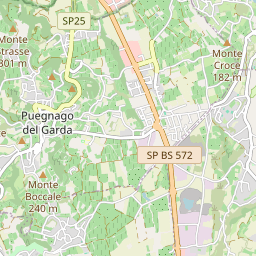 SP25
Monte
Strasse
301 m
Monte
Croce
182 m
Puegnago
del Garda
SP BS 572
Monte
Boccale
240 m